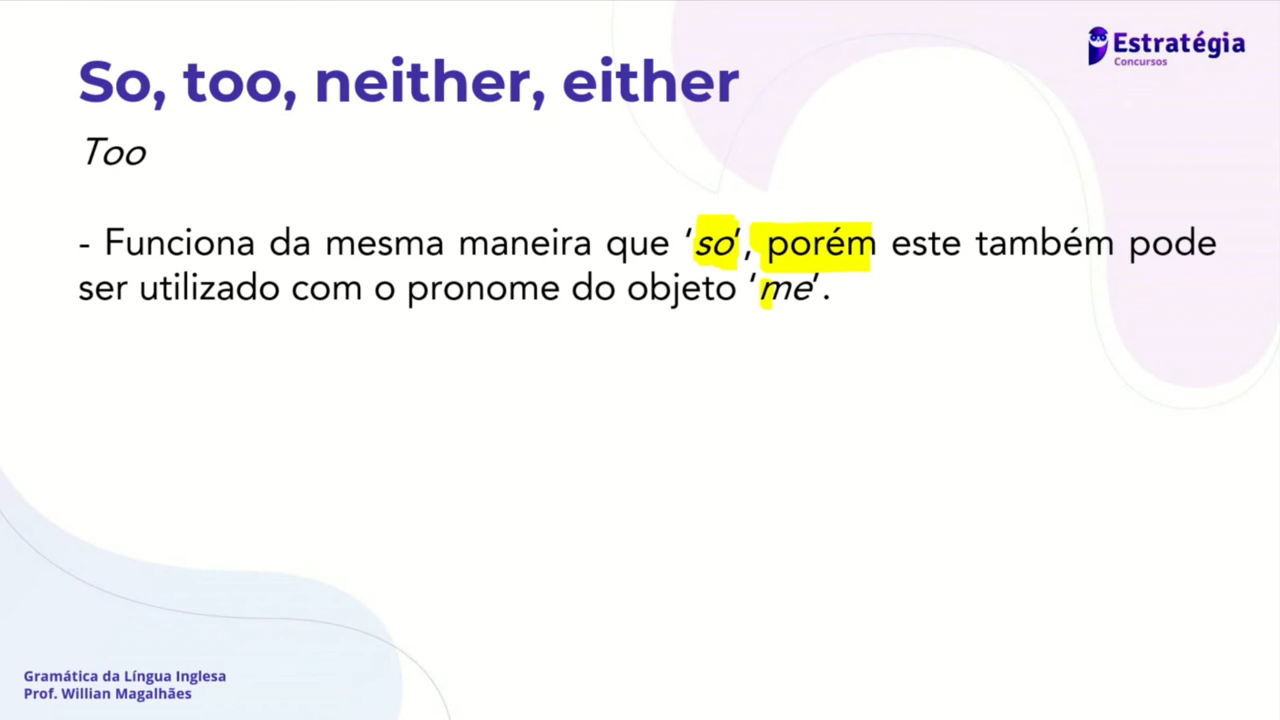 Estratégia
Concursos
So, too, neither, either
Too
- Funciona da mesma maneira que ‘so’, porém este também pode
ser utilizado com o pronome do objeto ‘me’.
Gramática da Língua Inglesa
Prof. Willian Magalhães